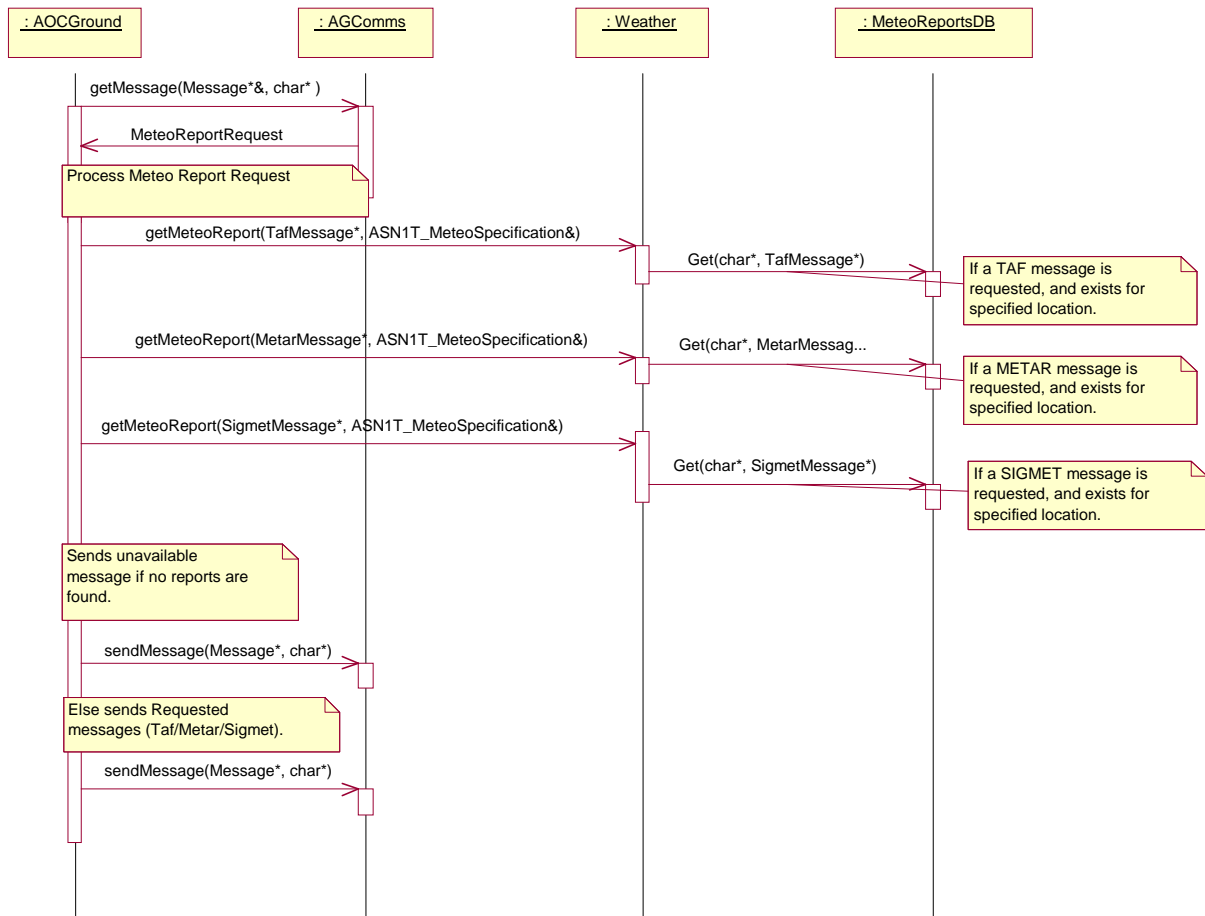 : AOCGround
: AGComms
: Weather
: MeteoReportsDB
getMessage(Message*&, char* )
MeteoReportRequest
Process Meteo Report Request
getMeteoReport(TafMessage*, ASN1T_MeteoSpecification&)
Get(char*, TafMessage*)
If a TAF message is
requested, and exists for
specified location.
getMeteoReport(MetarMessage*, ASN1T_MeteoSpecification&)
Get(char*, MetarMessag...
If a METAR message is
requested, and exists for
specified location.
getMeteoReport(SigmetMessage*, ASN1T_MeteoSpecification&)
Get(char*, SigmetMessage*)
If a SIGMET message is
requested, and exists for
specified location.
Sends unavailable
message if no reports are
found.
sendMessage(Message*, char*)
Else sends Requested
messages (Taf/Metar/Sigmet).
sendMessage(Message*, char*)